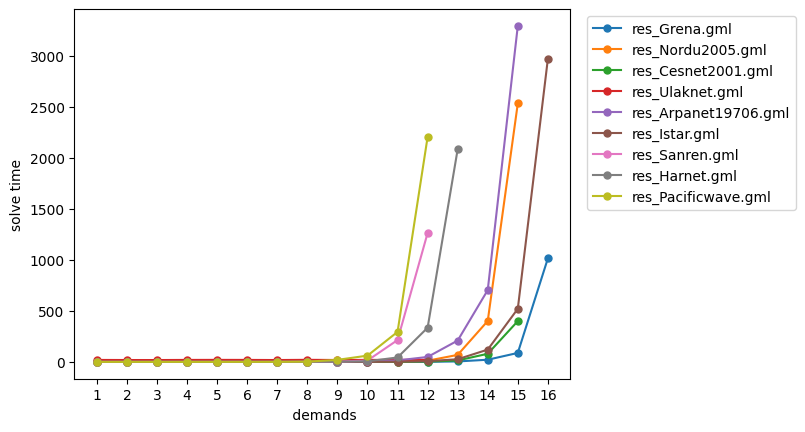 3000
2500
2000
1500
1000
500
0
solve time
1 2 3 4 5 6 7 8 9 10 11 12 13 14 15 16
demands
res_Grena.gml
res_Nordu2005.gml
res_Cesnet2001.gml
res_Ulaknet.gml
res_Arpanet19706.gml
res_Istar.gml
res_Sanren.gml
res_Harnet.gml
res_Pacificwave.gml